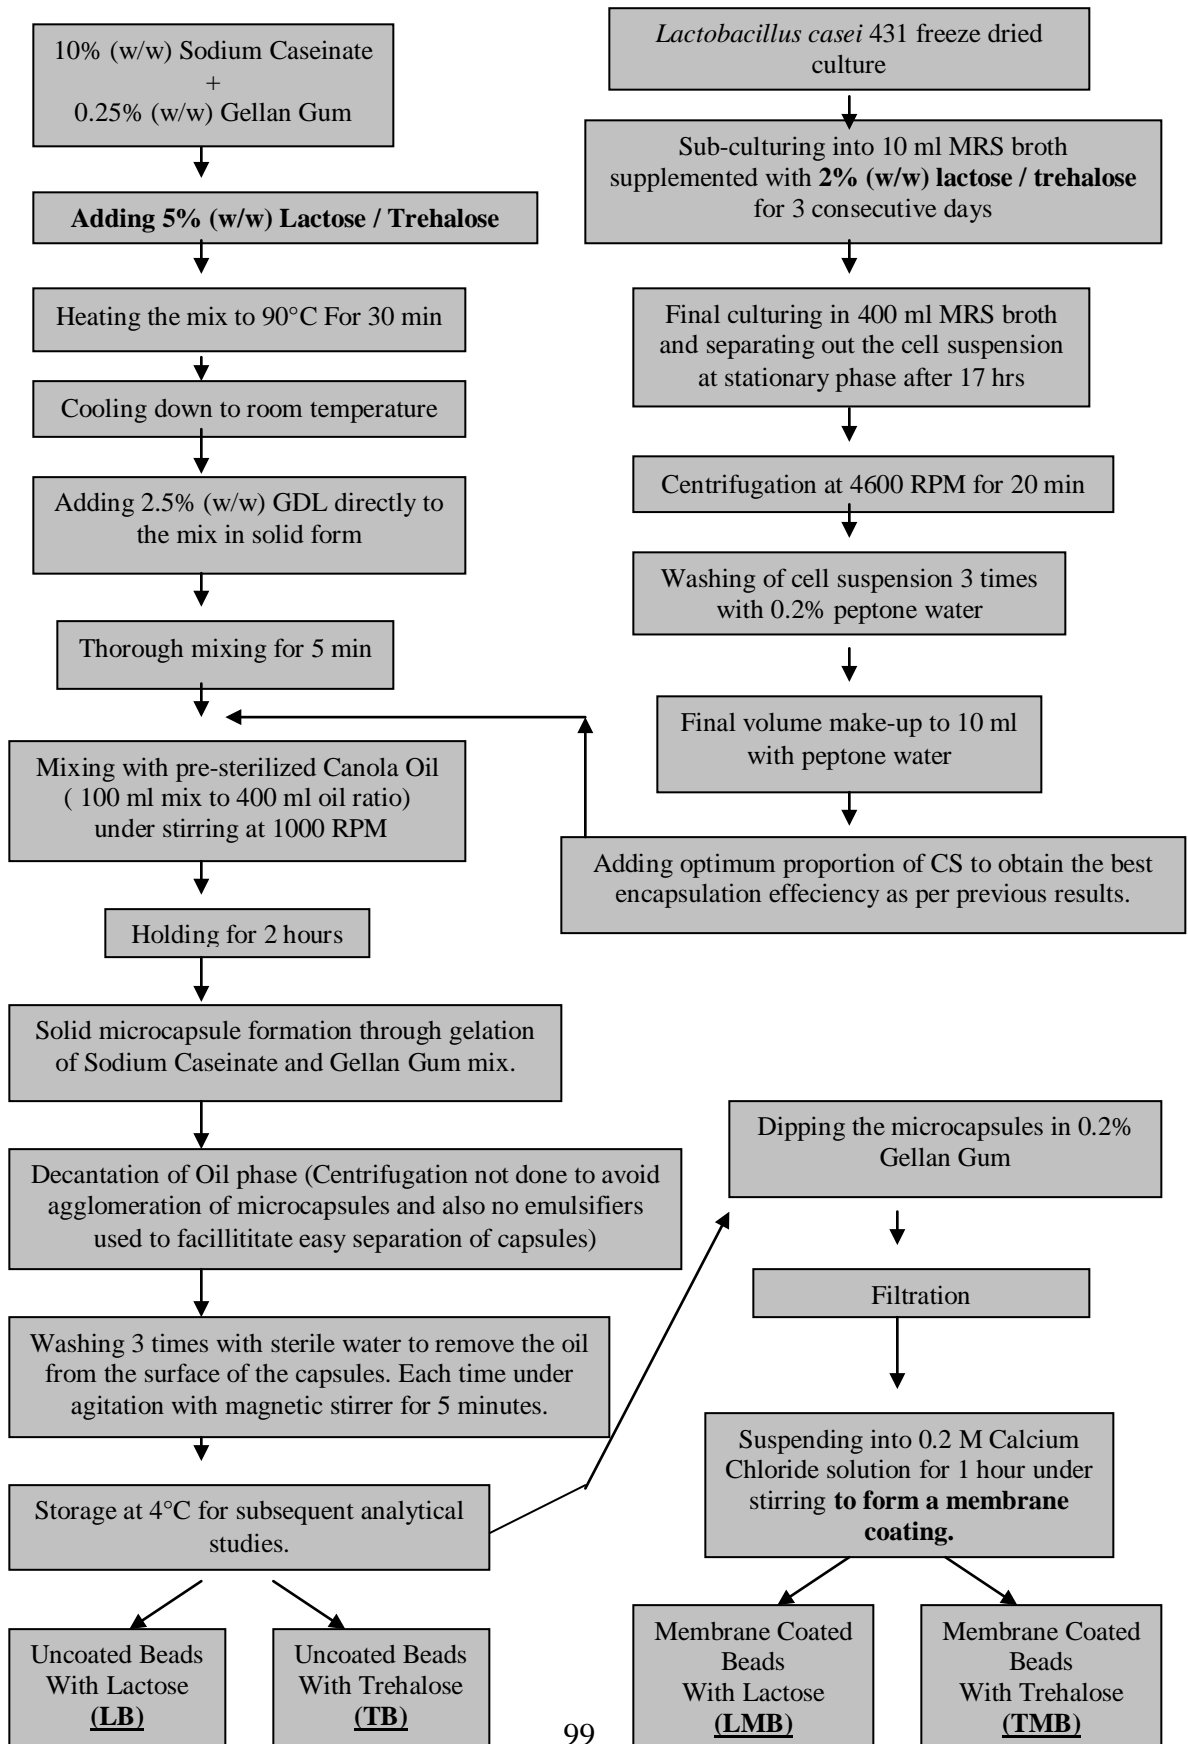 10% (w/w) Sodium Caseinate
+
0.25% (w/w) Gellan Gum
Adding 5% (w/w) Lactose / Trehalose
Heating the mix to 90°C For 30 min
Cooling down to room temperature
Adding 2.5% (w/w) GDL directly to
the mix in solid form
Thorough mixing for 5 min
Mixing with pre-sterilized Canola Oil
( 100 ml mix to 400 ml oil ratio)
under stirring at 1000 RPM
Holding for 2 hours
Solid microcapsule formation through gelation
of Sodium Caseinate and Gellan Gum mix.
Decantation of Oil phase (Centrifugation not done to avoid
agglomeration of microcapsules and also no emulsifiers
used to facillititate easy separation of capsules)
Washing 3 times with sterile water to remove the oil
from the surface of the capsules. Each time under
agitation with magnetic stirrer for 5 minutes.
Storage at 4°C for subsequent analytical
studies.
Uncoated Beads
With Lactose
(LB)
Uncoated Beads
With Trehalose
(TB)
Lactobacillus casei 431 freeze dried
culture
Sub-culturing into 10 ml MRS broth
supplemented with 2% (w/w) lactose / trehalose
for 3 consecutive days
Final culturing in 400 ml MRS broth
and separating out the cell suspension
at stationary phase after 17 hrs
Centrifugation at 4600 RPM for 20 min
Washing of cell suspension 3 times
with 0.2% peptone water
Final volume make-up to 10 ml
with peptone water
Adding optimum proportion of CS to obtain the best
encapsulation effeciency as per previous results.
Dipping the microcapsules in 0.2%
Gellan Gum
Filtration
Suspending into 0.2 M Calcium
Chloride solution for 1 hour under
stirring to form a membrane
coating.
Membrane Coated
Beads
With Lactose
(LMB)
Membrane Coated
Beads
With Trehalose
(TMB)
99